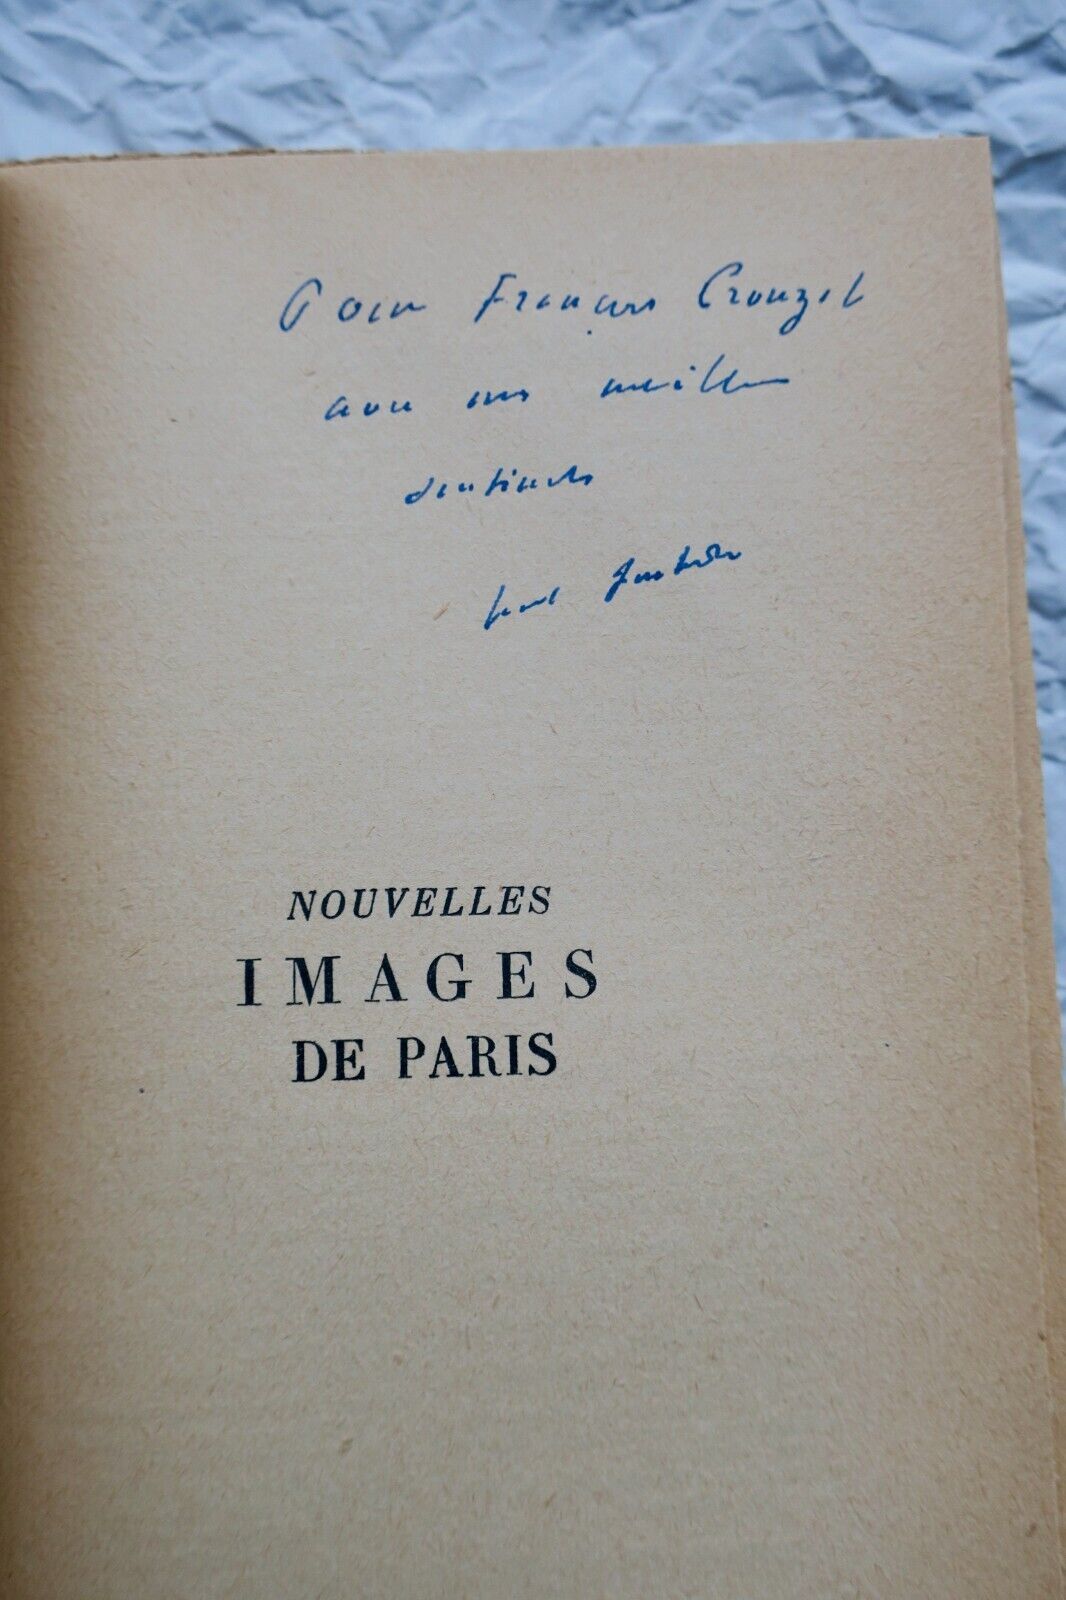 Pour François Crouzet
avec mes meilleurs
sentiments
NOUVELLES
IMAGES
DE PARIS